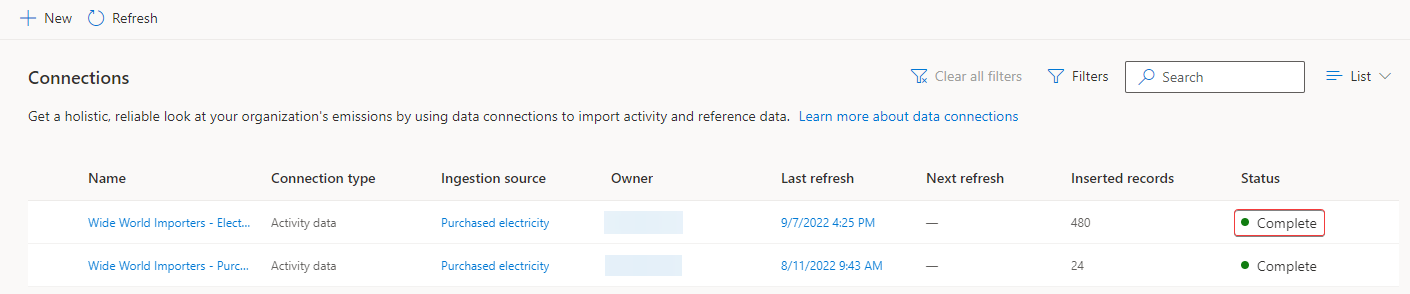 New Refresh
Connections Clear all filters Filters Search List
Get a holistic, reliable look at your organization's emissions by using data connections to import activity and reference data. Learn more about data connections
Name Connection type Ingestion source Owner Last refresh Next refresh Inserted records Status
Wide World Importers - Elect... Activity data Purchased electricity 9/7/2022 4:25 PM — 480 Complete
Wide World Importers - Purc... Activity data Purchased electricity 8/11/2022 9:43 AM — 24 Complete